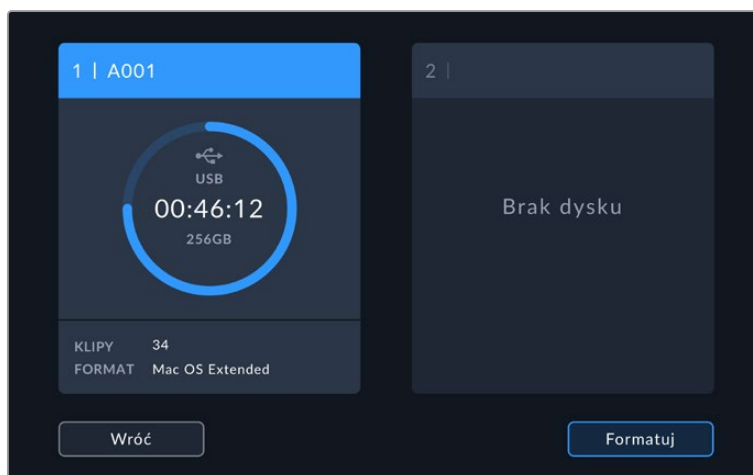 1 | A001
USB
00:46:12
256GB
KLIPY 34
FORMAT Mac OS Extended
2 |
Brak dysku
Wróć
Formatuj